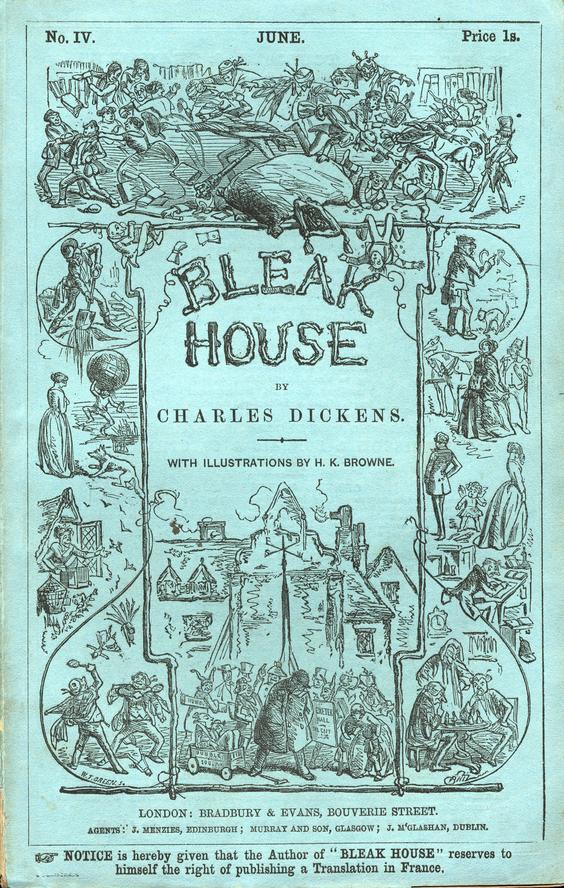 No. IV. JUNE. Price 1s.
BLEAK
HOUSE
BY
CHARLES DICKENS.
WITH ILLUSTRATIONS BY H. K. BROWNE.
EXETER
HALL
LONDON: BRADBURY & EVANS, BOUVERIE STREET.
AGENTS: J. MENZIES, EDINBURGH; MURRAY AND SON, GLASGOW; J. M'GLASHAN, DUBLIN.
☞ NOTICE is hereby given that the Author of "BLEAK HOUSE" reserves to
himself the right of publishing a Translation in France.